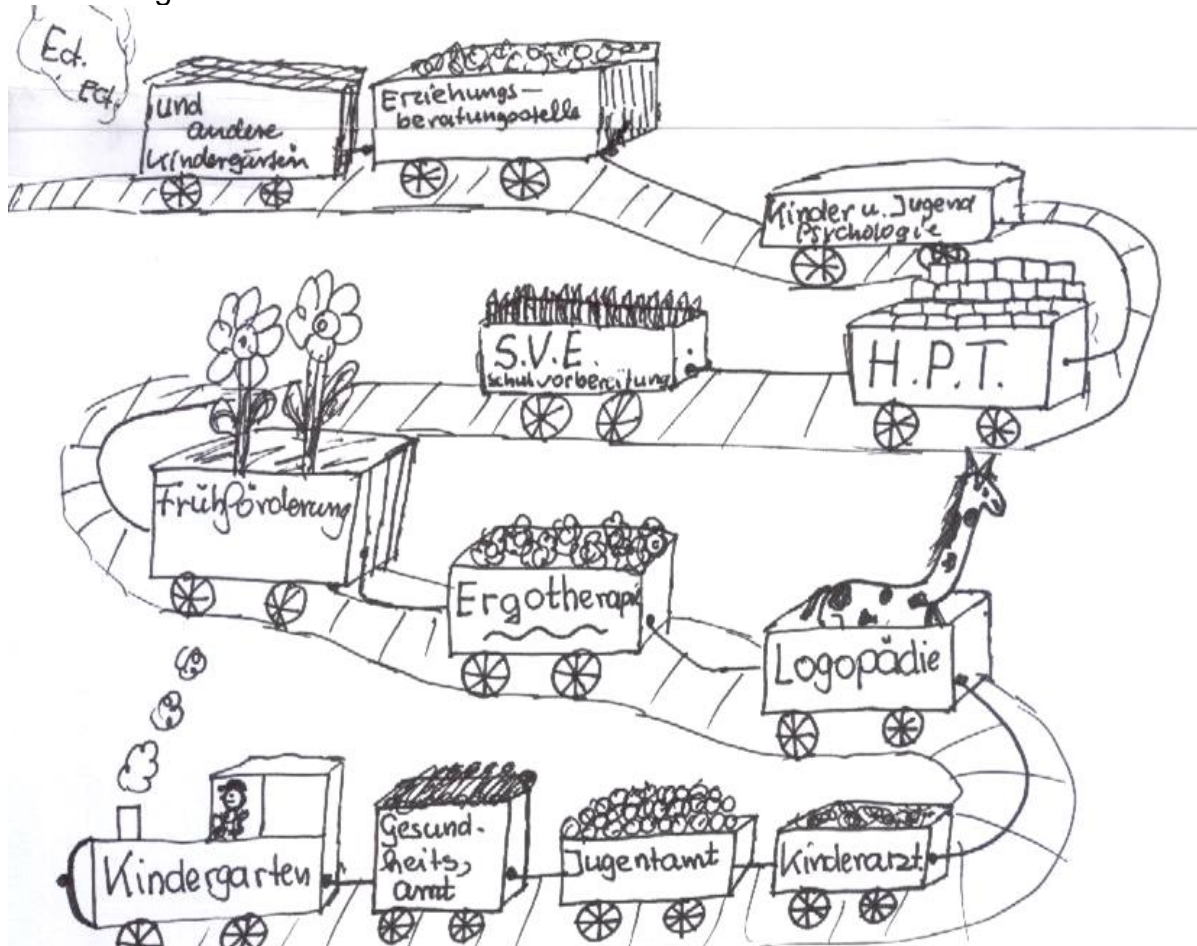 Ect.
Ect.
und
andere
Kindergärten
Erziehungs-
beratungsstelle
Kinder u. Jugend
Psychologie
S.V.E.
Schulvorbereitung
H.P.T.
Frühförderung
Ergotherapie
Logopädie
Kindergarten
Gesund-
heits,
amt
Jugentamt
Kinderarzt